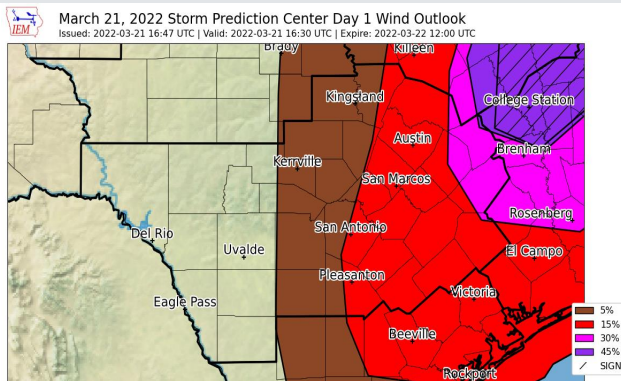 IEM
March 21, 2022 Storm Prediction Center Day 1 Wind Outlook
Issued: 2022-03-21 16:47 UTC | Valid: 2022-03-21 16:30 UTC | Expire: 2022-03-22 12:00 UTC
Brady
Killeen
Kingsland
College Station
Austin
Brenham
Kerrville
San Marcos
Rosenberg
San Antonio
Del Rio
Uvalde
El Campo
Pleasanton
Victoria
Eagle Pass
Beeville
Rockport
5%
15%
30%
45%
SIGN